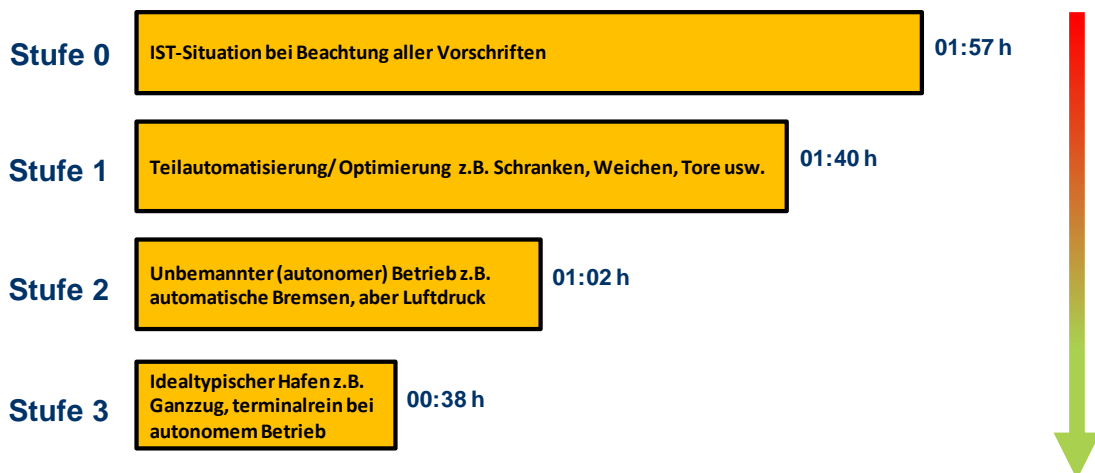 Stufe 0
IST-Situation bei Beachtung aller Vorschriften
01:57 h
Stufe 1
Teilautomatisierung/ Optimierung z.B. Schranken, Weichen, Tore usw.
01:40 h
Stufe 2
Unbemannter (autonomer) Betrieb z.B.
automatische Bremsen, aber Luftdruck
01:02 h
Stufe 3
Idealtypischer Hafen z.B.
Ganzzug, terminalrein bei
autonomem Betrieb
00:38 h